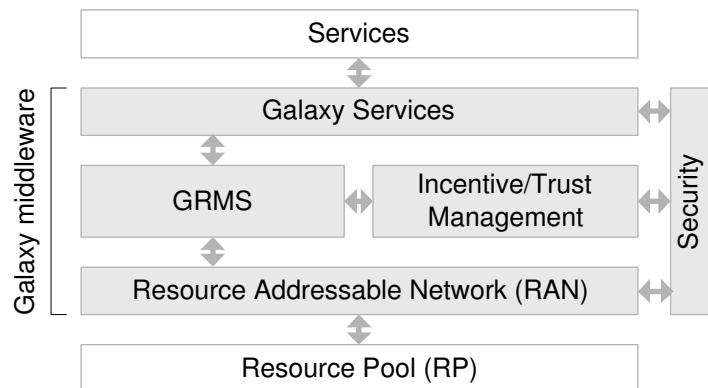 Services
Galaxy middleware
Galaxy Services
GRMS
Incentive/Trust
Management
Security
Resource Addressable Network (RAN)
Resource Pool (RP)